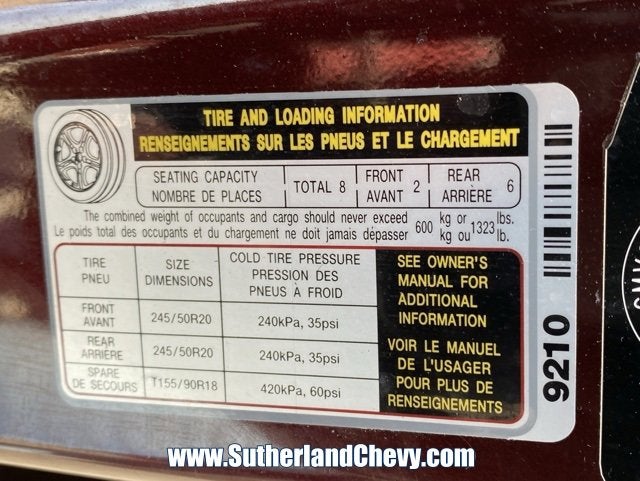 TIRE AND LOADING INFORMATION
RENSEIGNEMENTS SUR LES PNEUS ET LE CHARGEMENT
SEATING CAPACITY
NOMBRE DE PLACES
TOTAL 8
FRONT
AVANT 2
REAR
ARRIÈRE 6
The combined weight of occupants and cargo should never exceed 600 kg or 1323 lbs.
Le poids total des occupants et du chargement ne doit jamais dépasser kg ou lb.
TIRE
PNEU
SIZE
DIMENSIONS
COLD TIRE PRESSURE
PRESSION DES
PNEUS À FROID
FRONT
AVANT
245/50R20
240kPa, 35psi
REAR
ARRIÈRE
245/50R20
240kPa, 35psi
SPARE
DE SECOURS
T155/90R18
420kPa, 60psi
SEE OWNER'S
MANUAL FOR
ADDITIONAL
INFORMATION
VOIR LE MANUEL
DE L'USAGER
POUR PLUS DE
RENSEIGNEMENTS
9210
www.SutherlandChevy.com